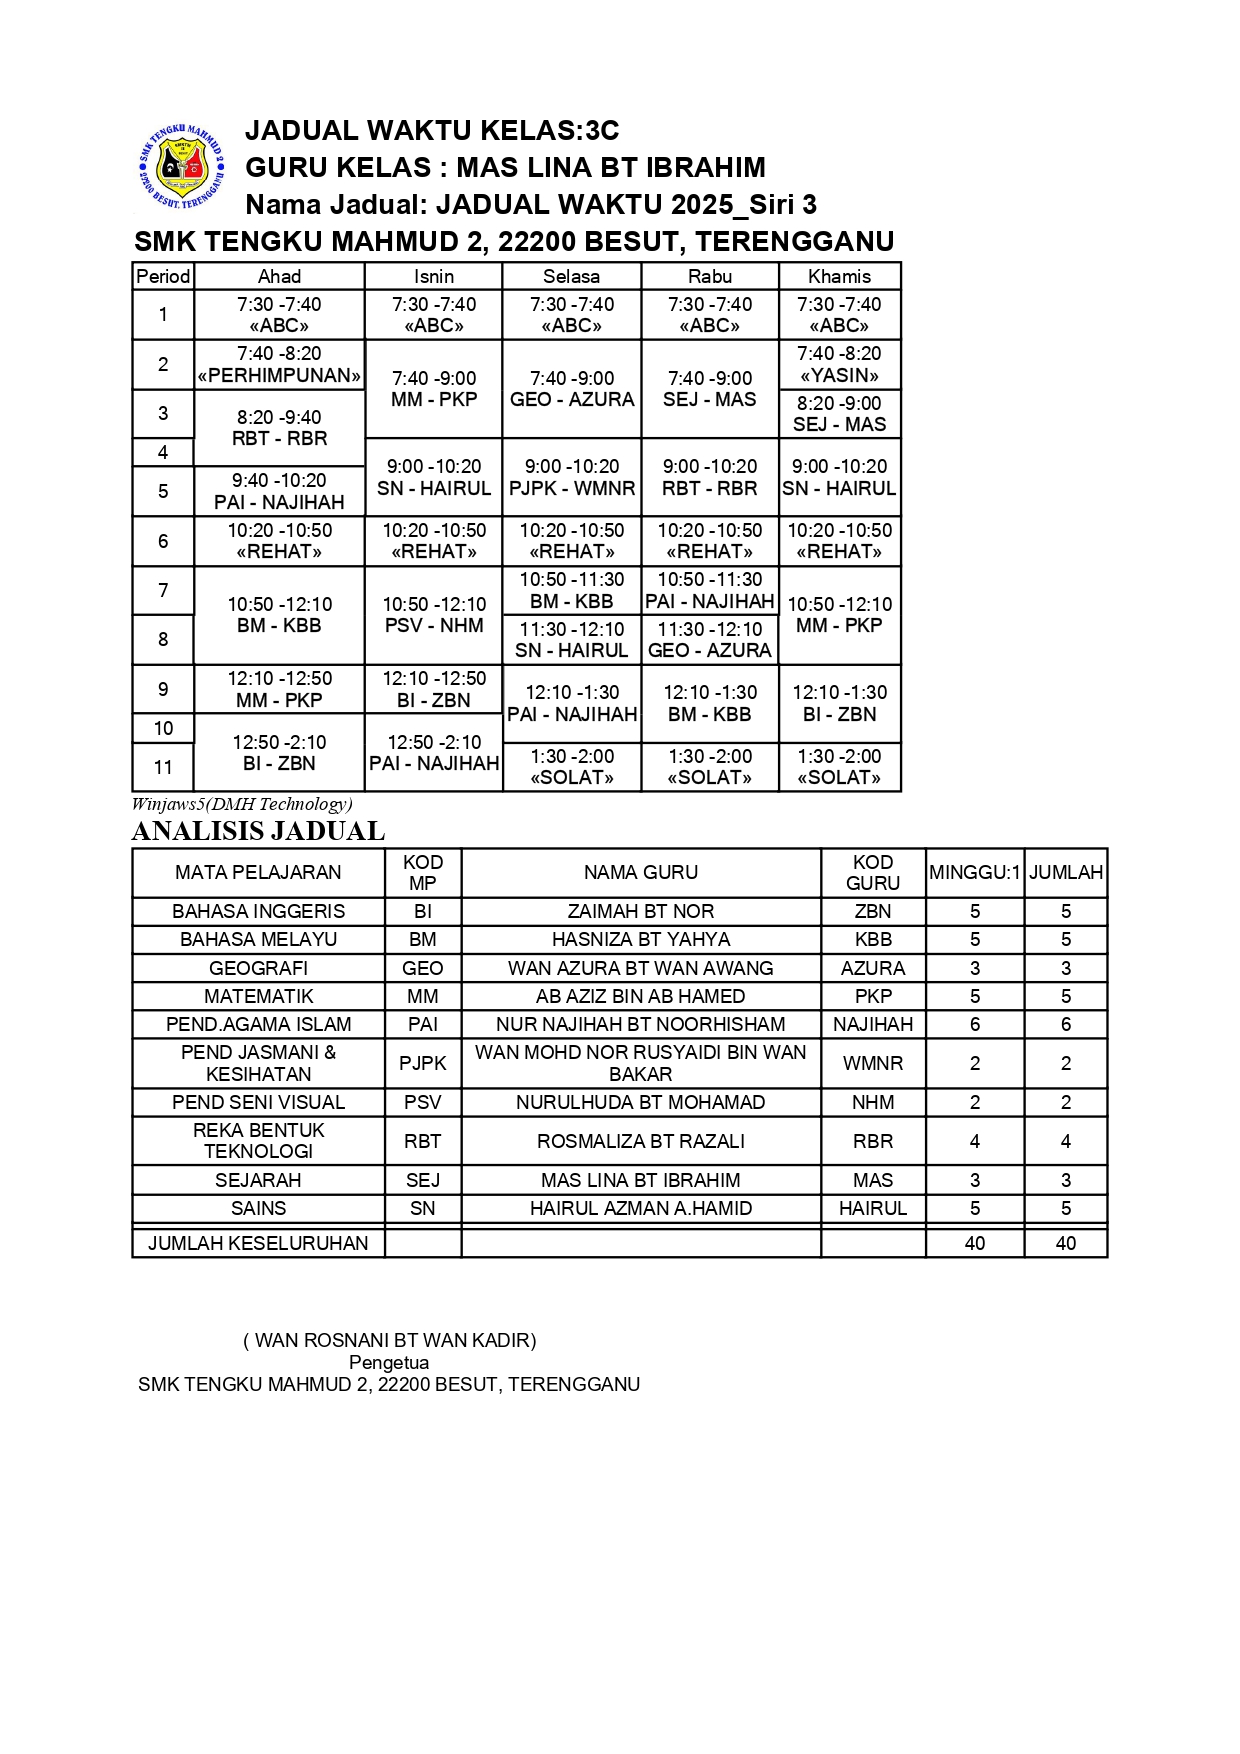 SMK TENGKU MAHMUD 2
22200 BESUT, TERENGGANU
JADUAL WAKTU KELAS:3C
GURU KELAS : MAS LINA BT IBRAHIM
Nama Jadual: JADUAL WAKTU 2025_Siri 3
SMK TENGKU MAHMUD 2, 22200 BESUT, TERENGGANU
Period Ahad Isnin Selasa Rabu Khamis
1
7:30 -7:40 7:30 -7:40 7:30 -7:40 7:30 -7:40 7:30 -7:40
«ABC» «ABC» «ABC» «ABC» «ABC»
2
7:40 -8:20
«PERHIMPUNAN»
7:40 -9:00
MM - PKP
7:40 -9:00
GEO - AZURA
7:40 -9:00
SEJ - MAS
7:40 -8:20
«YASIN»
3
8:20 -9:40
RBT - RBR
8:20 -9:00
SEJ - MAS
4
9:00 -10:20
SN - HAIRUL
9:00 -10:20
PJPK - WMNR
9:00 -10:20
RBT - RBR
9:00 -10:20
SN - HAIRUL
5
9:40 -10:20
PAI - NAJIHAH
6
10:20 -10:50 10:20 -10:50 10:20 -10:50 10:20 -10:50 10:20 -10:50
«REHAT» «REHAT» «REHAT» «REHAT» «REHAT»
7
10:50 -12:10
BM - KBB
10:50 -12:10
PSV - NHM
10:50 -11:30
BM - KBB
10:50 -11:30
PAI - NAJIHAH
10:50 -12:10
MM - PKP
8
11:30 -12:10
SN - HAIRUL
11:30 -12:10
GEO - AZURA
9
12:10 -12:50
MM - PKP
12:10 -12:50
BI - ZBN
12:10 -1:30
PAI - NAJIHAH
12:10 -1:30
BM - KBB
12:10 -1:30
BI - ZBN
10
12:50 -2:10
BI - ZBN
12:50 -2:10
PAI - NAJIHAH
11
1:30 -2:00 1:30 -2:00 1:30 -2:00
«SOLAT» «SOLAT» «SOLAT»
Winjaws5(DMH Technology)
ANALISIS JADUAL
MATA PELAJARAN KOD MP NAMA GURU KOD GURU MINGGU:1 JUMLAH
BAHASA INGGERIS BI ZAIMAH BT NOR ZBN 5 5
BAHASA MELAYU BM HASNIZA BT YAHYA KBB 5 5
GEOGRAFI GEO WAN AZURA BT WAN AWANG AZURA 3 3
MATEMATIK MM AB AZIZ BIN AB HAMED PKP 5 5
PEND.AGAMA ISLAM PAI NUR NAJIHAH BT NOORHISHAM NAJIHAH 6 6
PEND JASMANI & KESIHATAN PJPK WAN MOHD NOR RUSYAIDI BIN WAN BAKAR WMNR 2 2
PEND SENI VISUAL PSV NURULHUDA BT MOHAMAD NHM 2 2
REKA BENTUK TEKNOLOGI RBT ROSMALIZA BT RAZALI RBR 4 4
SEJARAH SEJ MAS LINA BT IBRAHIM MAS 3 3
SAINS SN HAIRUL AZMAN A.HAMID HAIRUL 5 5
JUMLAH KESELURUHAN 40 40
( WAN ROSNANI BT WAN KADIR)
Pengetua
SMK TENGKU MAHMUD 2, 22200 BESUT, TERENGGANU